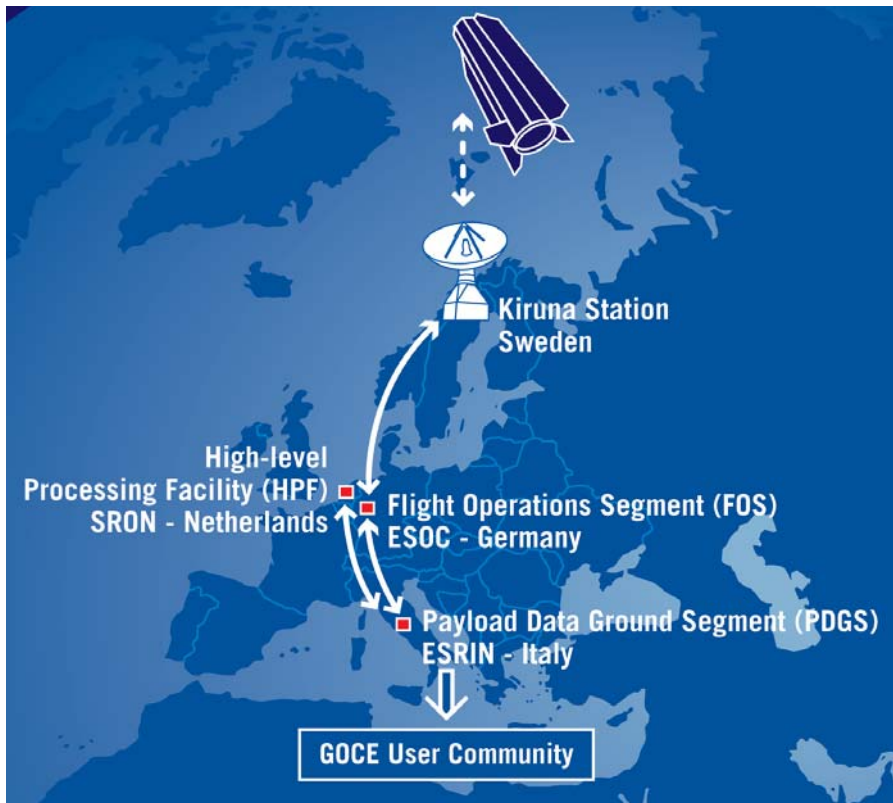 Kiruna Station
Sweden
High-level
Processing Facility (HPF)
SRON - Netherlands
Flight Operations Segment (FOS)
ESOC - Germany
Payload Data Ground Segment (PDGS)
ESRIN - Italy
GOCE User Community